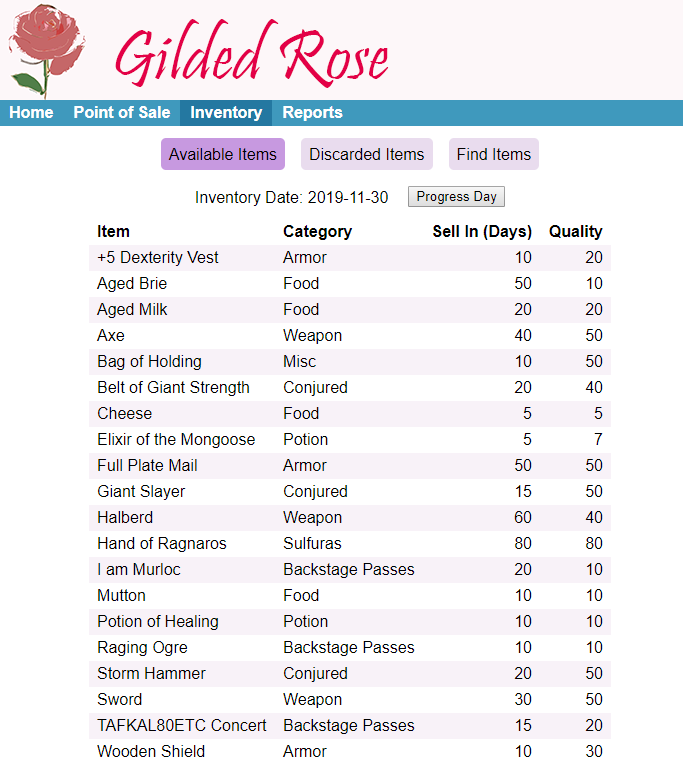 Gilded Rose
Home Point of Sale Inventory Reports
Available Items Discarded Items Find Items
Inventory Date: 2019-11-30 Progress Day
Item Category Sell In (Days) Quality
+5 Dexterity Vest Armor 10 20
Aged Brie Food 50 10
Aged Milk Food 20 20
Axe Weapon 40 50
Bag of Holding Misc 10 50
Belt of Giant Strength Conjured 20 40
Cheese Food 5 5
Elixir of the Mongoose Potion 5 7
Full Plate Mail Armor 50 50
Giant Slayer Conjured 15 50
Halberd Weapon 60 40
Hand of Ragnaros Sulfuras 80 80
I am Murloc Backstage Passes 20 10
Mutton Food 10 10
Potion of Healing Potion 10 10
Raging Ogre Backstage Passes 10 10
Storm Hammer Conjured 20 50
Sword Weapon 30 50
TAFKAL80ETC Concert Backstage Passes 15 20
Wooden Shield Armor 10 30